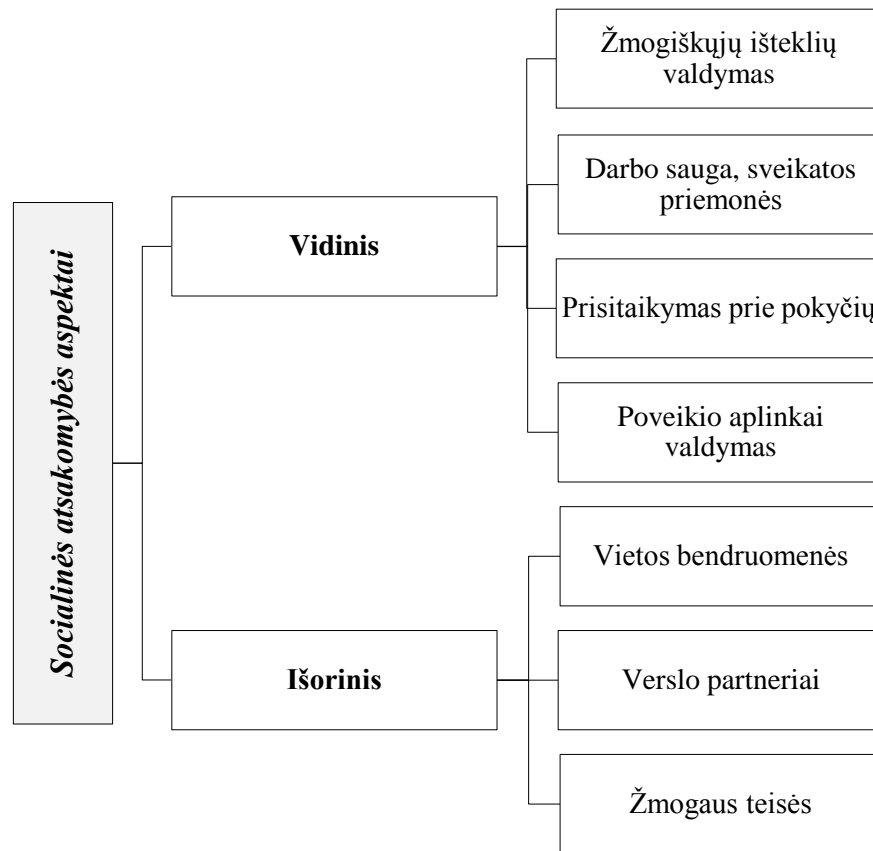 Socialinės atsakomybės aspektai
Vidinis
Žmogiškųjų išteklių
valdymas
Darbo sauga, sveikatos
priemonės
Prisitaikymas prie pokyčių
Poveikio aplinkai
valdymas
Išorinis
Vietos bendruomenės
Verslo partneriai
Žmogaus teisės